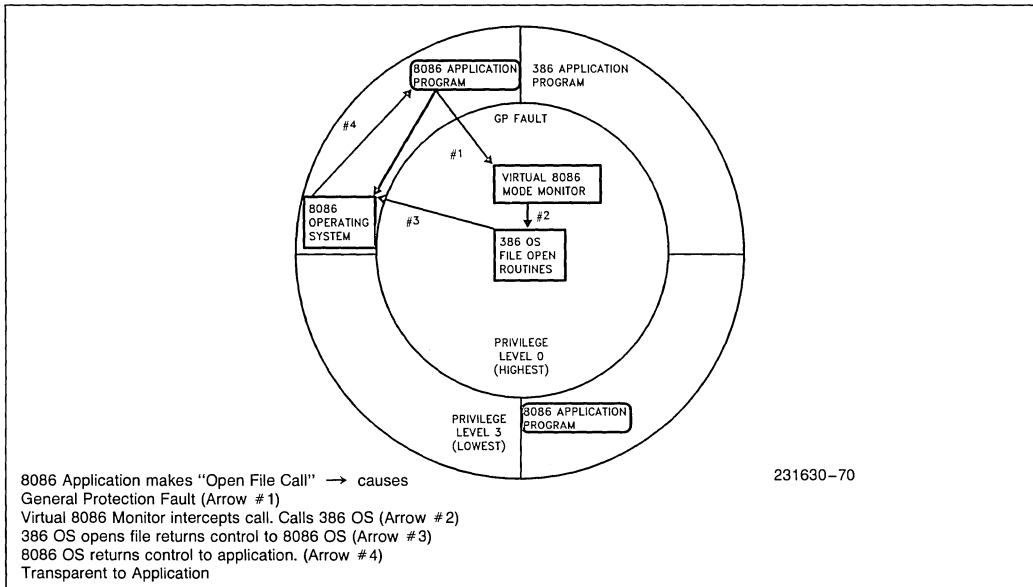 8086 APPLICATION
PROGRAM
386 APPLICATION
PROGRAM
GP FAULT
#4
#1
VIRTUAL 8086
MODE MONITOR
8086
OPERATING
SYSTEM
#3
#2
386 OS
FILE OPEN
ROUTINES
PRIVILEGE
LEVEL 0
(HIGHEST)
PRIVILEGE
LEVEL 3
(LOWEST)
8086 APPLICATION
PROGRAM
231630-70
8086 Application makes "Open File Call" → causes
General Protection Fault (Arrow #1)
Virtual 8086 Monitor intercepts call. Calls 386 OS (Arrow #2)
386 OS opens file returns control to 8086 OS (Arrow #3)
8086 OS returns control to application. (Arrow #4)
Transparent to Application